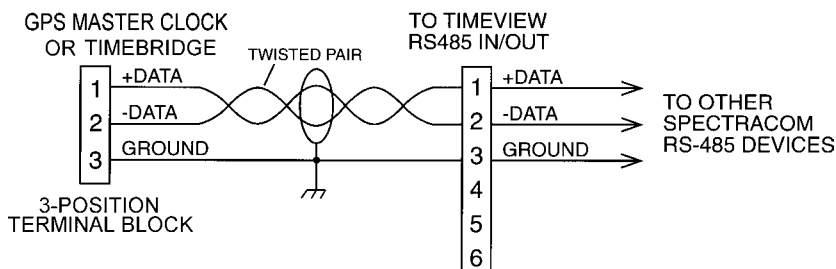 GPS MASTER CLOCK
OR TIMEBRIDGE
TO TIMEVIEW
RS485 IN/OUT
TWISTED PAIR
1 +DATA
2 -DATA
3 GROUND
1 +DATA
2 -DATA
3 GROUND
4
5
6
TO OTHER
SPECTRACOM
RS-485 DEVICES
3-POSITION
TERMINAL BLOCK